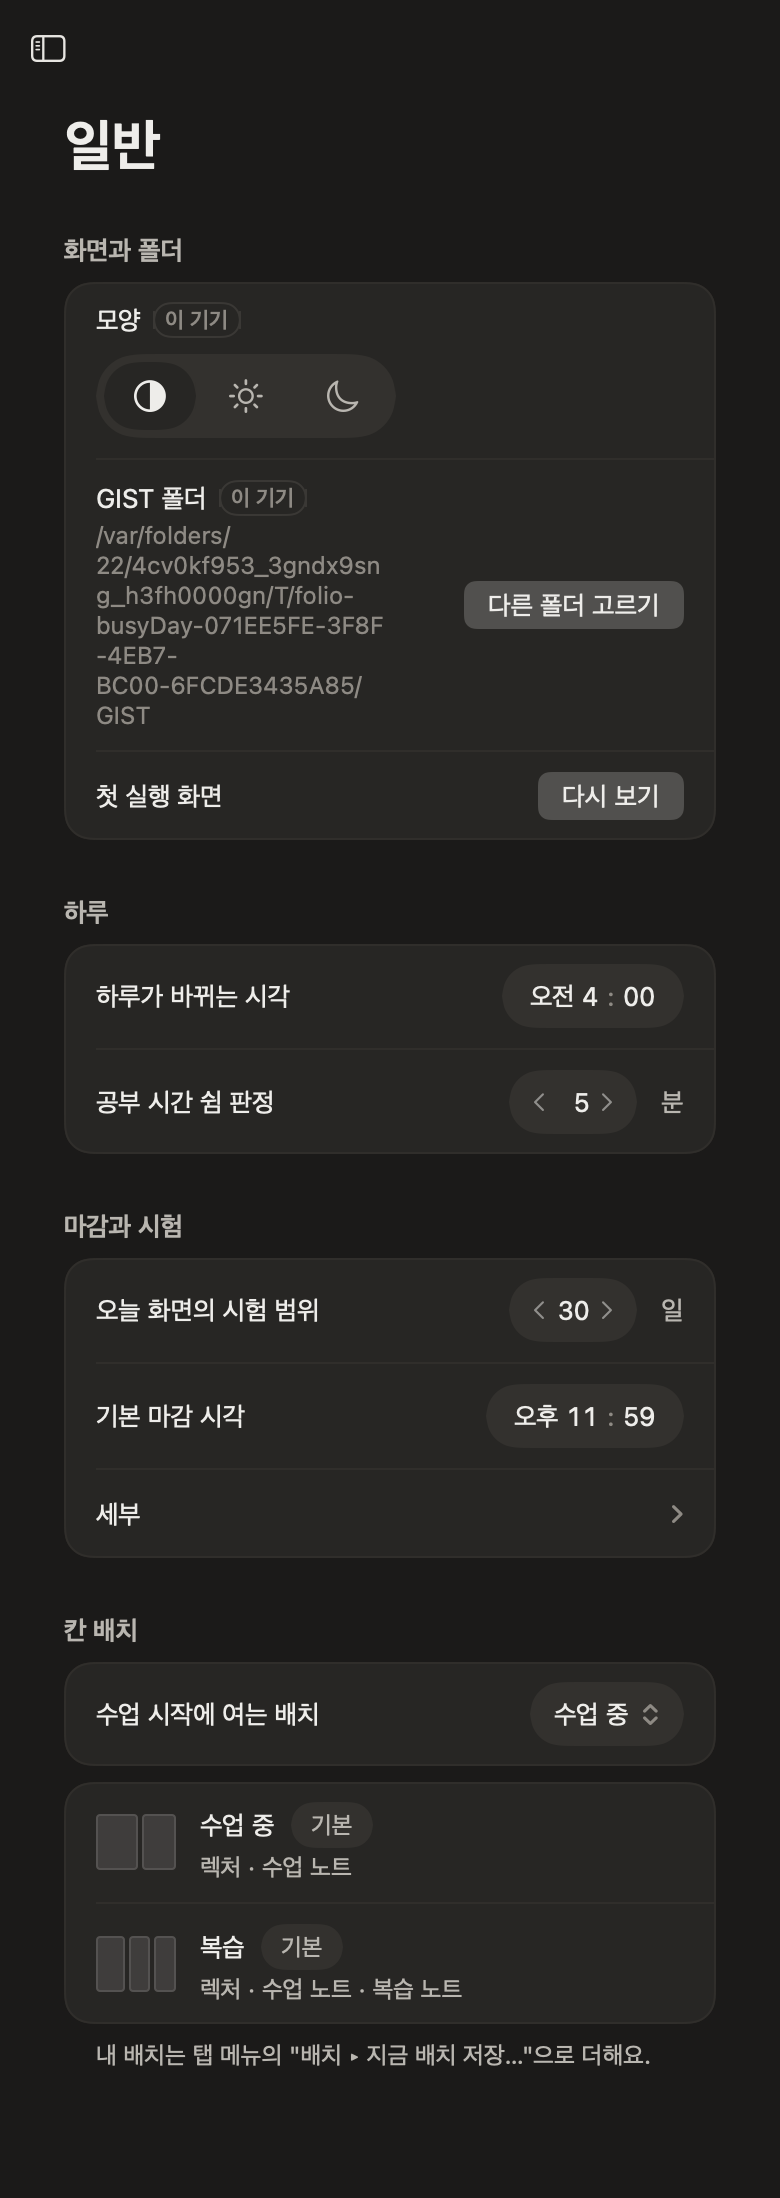 일반
화면과 폴더
모양 이 기기
GIST 폴더 이 기기
/var/folders/
22/4cv0kf953_3gndx9sn
g_h3fh0000gn/T/folio-
busyDay-071EE5FE-3F8F
-4EB7-
BC00-6FCDE3435A85/
GIST
다른 폴더 고르기
첫 실행 화면 다시 보기
하루
하루가 바뀌는 시각 오전 4 : 00
공부 시간 쉼 판정 5 분
마감과 시험
오늘 화면의 시험 범위 30 일
기본 마감 시각 오후 11 : 59
세부
칸 배치
수업 시작에 여는 배치 수업 중
수업 중 기본
렉처 · 수업 노트
복습 기본
렉처 · 수업 노트 · 복습 노트
내 배치는 탭 메뉴의 "배치 ▸ 지금 배치 저장…"으로 더해요.